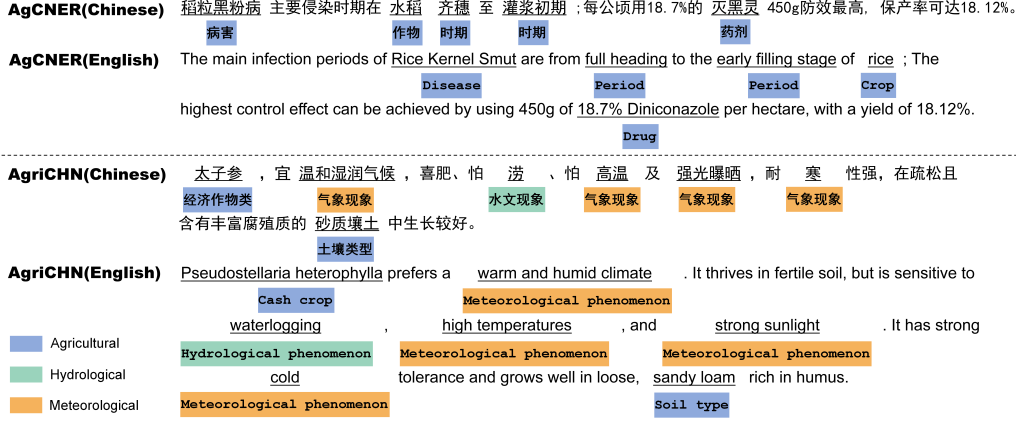 AgCNER(Chinese) 稻粒黑粉病 主要侵染时期在 水稻 齐穗 至 灌浆初期 ;每公顷用18.7%的 灭黑灵 450g防效最高，保产率可达18.12%。
病害 作物 时期 时期 药剂
AgCNER(English) The main infection periods of Rice Kernel Smut are from full heading to the early filling stage of rice ; The
Disease Period Period Crop
highest control effect can be achieved by using 450g of 18.7% Diniconazole per hectare, with a yield of 18.12%.
Drug
AgriCHN(Chinese) 太子参 ，宜 温和湿润气候 ，喜肥、怕 涝 、怕 高温 及 强光曝晒 ，耐 寒 性强，在疏松且
经济作物类 气象现象 水文现象 气象现象 气象现象 气象现象
含有丰富腐殖质的 砂质壤土 中生长较好。
土壤类型
AgriCHN(English) Pseudostellaria heterophylla prefers a warm and humid climate . It thrives in fertile soil, but is sensitive to
Cash crop Meteorological phenomenon
waterlogging , high temperatures , and strong sunlight . It has strong
Hydrological phenomenon Meteorological phenomenon Meteorological phenomenon
cold tolerance and grows well in loose, sandy loam rich in humus.
Meteorological phenomenon Soil type
Agricultural
Hydrological
Meteorological